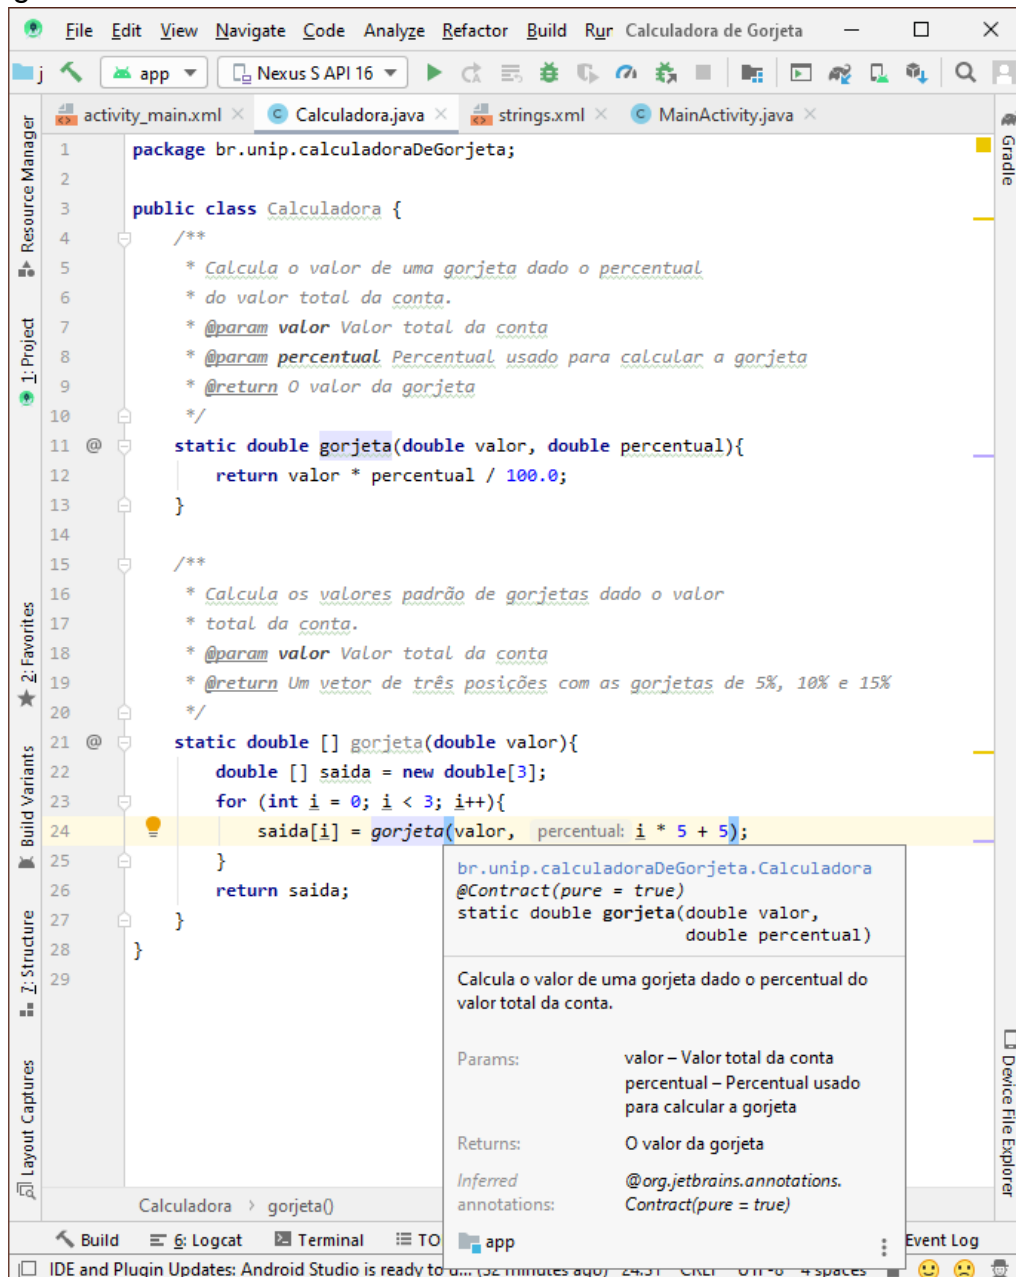 File Edit View Navigate Code Analyze Refactor Build Run Calculadora de Gorjeta
j app Nexus S API 16
activity_main.xml Calculadora.java strings.xml MainActivity.java
Resource Manager
1: Project
2: Favorites
Build Variants
7: Structure
Layout Captures
Gradle
Device File Explorer
1 package br.unip.calculadoraDeGorjeta;
2
3 public class Calculadora {
4 /**
5 * Calcula o valor de uma gorjeta dado o percentual
6 * do valor total da conta.
7 * @param valor Valor total da conta
8 * @param percentual Percentual usado para calcular a gorjeta
9 * @return O valor da gorjeta
10 */
11 @ static double gorjeta(double valor, double percentual){
12 return valor * percentual / 100.0;
13 }
14
15 /**
16 * Calcula os valores padrão de gorjetas dado o valor
17 * total da conta.
18 * @param valor Valor total da conta
19 * @return Um vetor de três posições com as gorjetas de 5%, 10% e 15%
20 */
21 @ static double [] gorjeta(double valor){
22 double [] saida = new double[3];
23 for (int i = 0; i < 3; i++){
24 saida[i] = gorjeta(valor, percentual: i * 5 + 5);
25 }
26 return saida;
27 }
28 }
29
br.unip.calculadoraDeGorjeta.Calculadora
@Contract(pure = true)
static double gorjeta(double valor,
double percentual)
Calcula o valor de uma gorjeta dado o percentual do
valor total da conta.
Params: valor – Valor total da conta
percentual – Percentual usado
para calcular a gorjeta
Returns: O valor da gorjeta
Inferred @org.jetbrains.annotations.
annotations: Contract(pure = true)
app
Calculadora > gorjeta()
Build 6: Logcat Terminal TO Event Log
IDE and Plugin Updates: Android Studio is ready to u... (52 minutes ago) 24:51 CRLF UTF-8 4 spaces